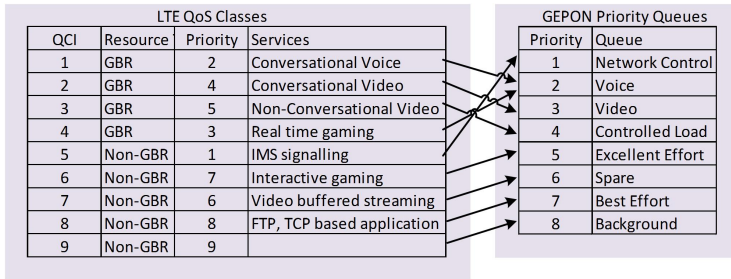 LTE QoS Classes
QCI Resource Priority Services
1 GBR 2 Conversational Voice
2 GBR 4 Conversational Video
3 GBR 5 Non-Conversational Video
4 GBR 3 Real time gaming
5 Non-GBR 1 IMS signalling
6 Non-GBR 7 Interactive gaming
7 Non-GBR 6 Video buffered streaming
8 Non-GBR 8 FTP, TCP based application
9 Non-GBR 9
GEPON Priority Queues
Priority Queue
1 Network Control
2 Voice
3 Video
4 Controlled Load
5 Excellent Effort
6 Spare
7 Best Effort
8 Background